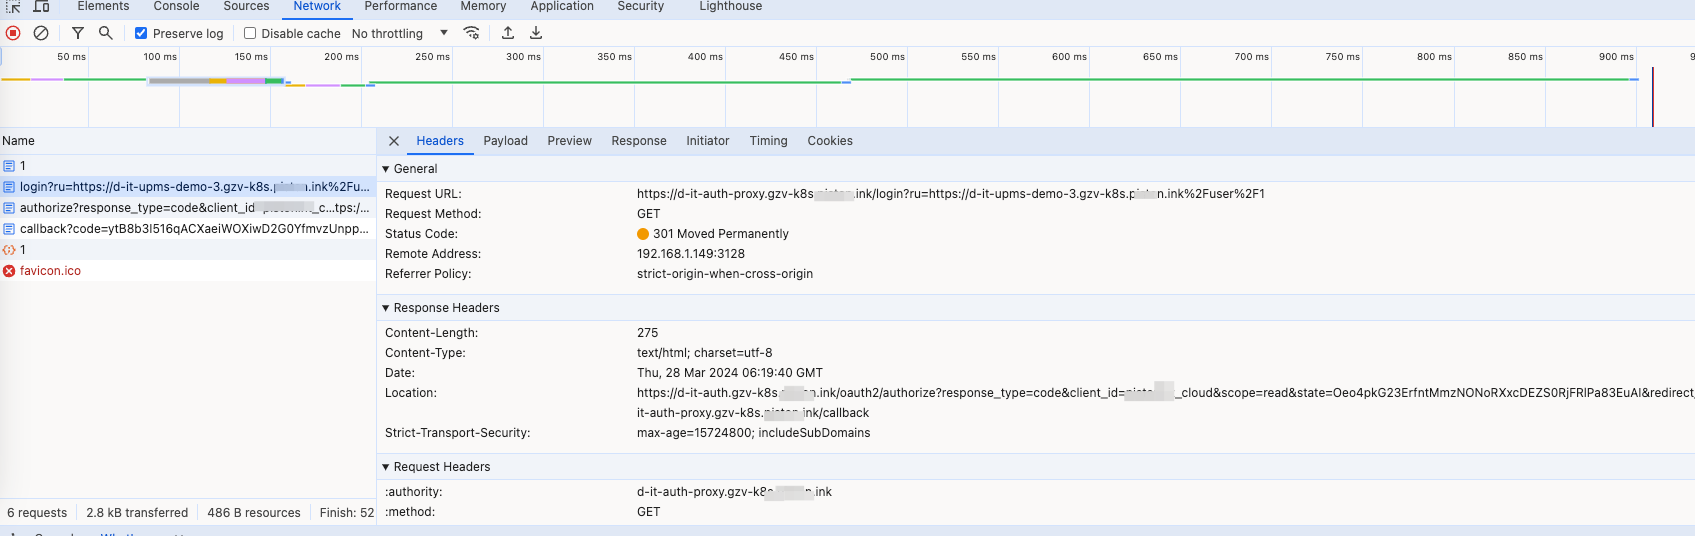 Elements Console Sources Network Performance Memory Application Security Lighthouse
Preserve log Disable cache No throttling
50 ms 100 ms 150 ms 200 ms 250 ms 300 ms 350 ms 400 ms 450 ms 500 ms 550 ms 600 ms 650 ms 700 ms 750 ms 800 ms 850 ms 900 ms 9
Name
Headers Payload Preview Response Initiator Timing Cookies
1
login?ru=https://d-it-upms-demo-3.gzv-k8s. .ink%2Fu...
authorize?response_type=code&client_id _c...tps:/...
callback?code=ytB8b3I516qACXaeiWOXiwD2G0YfmvzUnpp...
1
favicon.ico
General
Request URL: https://d-it-auth-proxy.gzv-k8s. .ink/login?ru=https://d-it-upms-demo-3.gzv-k8s. .ink%2Fuser%2F1
Request Method: GET
Status Code: 301 Moved Permanently
Remote Address: 192.168.1.149:3128
Referrer Policy: strict-origin-when-cross-origin
Response Headers
Content-Length: 275
Content-Type: text/html; charset=utf-8
Date: Thu, 28 Mar 2024 06:19:40 GMT
Location: https://d-it-auth.gzv-k8s. .ink/oauth2/authorize?response_type=code&client_id= _cloud&scope=read&state=Oeo4pkG23ErfntMmzNONoRXxcDEZS0RjFRlPa83EuAI&redirect_
it-auth-proxy.gzv-k8s. .ink/callback
Strict-Transport-Security: max-age=15724800; includeSubDomains
Request Headers
:authority: d-it-auth-proxy.gzv-k8s. .ink
:method: GET
6 requests 2.8 kB transferred 486 B resources Finish: 52